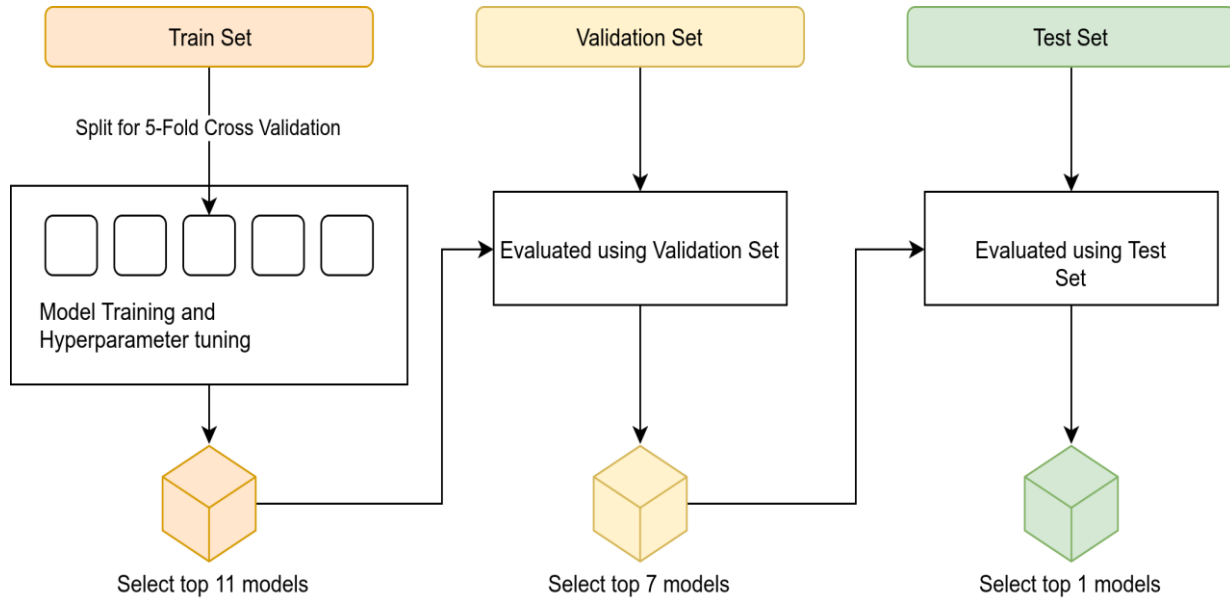 Train Set
Validation Set
Test Set
Split for 5-Fold Cross Validation
Model Training and
Hyperparameter tuning
Evaluated using Validation Set
Evaluated using Test
Set
Select top 11 models
Select top 7 models
Select top 1 models